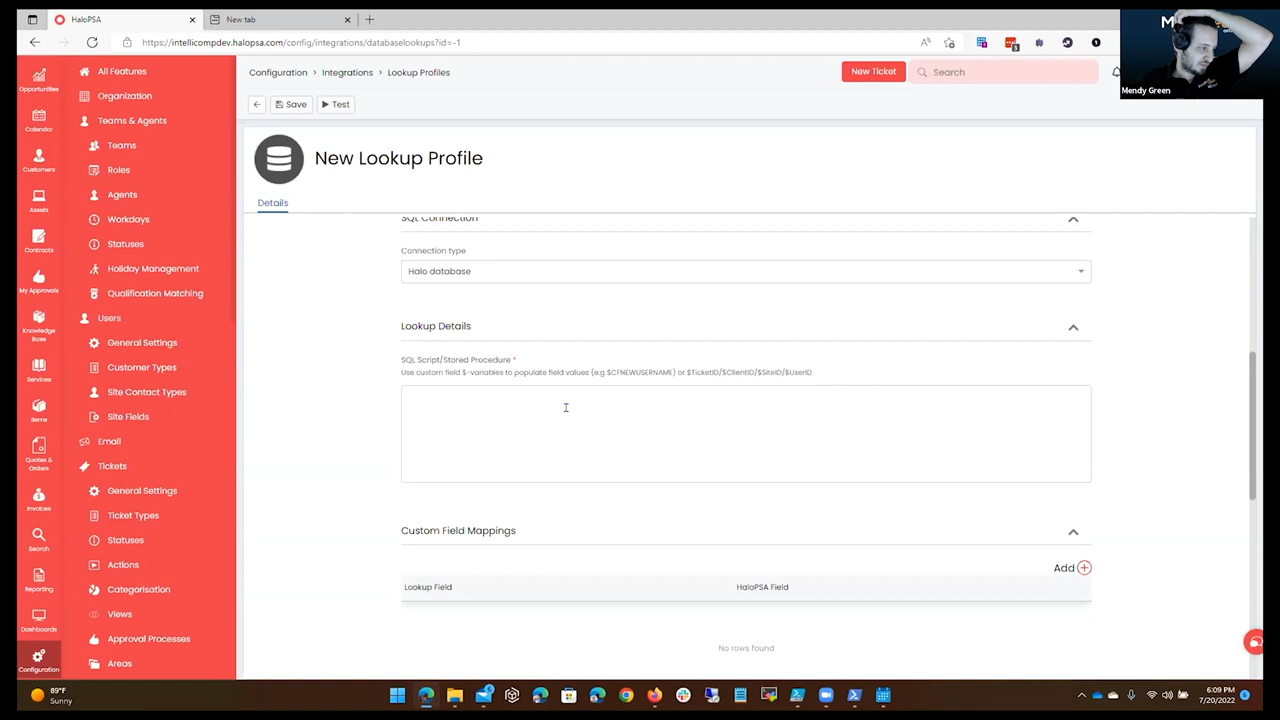 HaloPSA
New tab
https://intellicompdev.halopsa.com/config/integrations/databaselookups?id=-1
Mendy Green
Opportunities
Calendar
Customers
Assets
Contracts
My Approvals
Knowledge Base
Services
Items
Quotes & Orders
Invoices
Search
Reporting
Dashboards
Configuration
All Features
Organization
Teams & Agents
Teams
Roles
Agents
Workdays
Statuses
Holiday Management
Qualification Matching
Users
General Settings
Customer Types
Site Contact Types
Site Fields
Email
Tickets
General Settings
Ticket Types
Statuses
Actions
Categorisation
Views
Approval Processes
Areas
Configuration › Integrations › Lookup Profiles
New Ticket
Search
Save
Test
New Lookup Profile
Details
SQL Connection
Connection type
Halo database
Lookup Details
SQL Script/Stored Procedure *
Use custom field $-variables to populate field values (e.g $CFNEWUSERNAME) or $TicketID/$ClientID/$SiteID/$UserID
Custom Field Mappings
Add
Lookup Field
HaloPSA Field
No rows found
89°F
Sunny
6:09 PM
7/20/2022